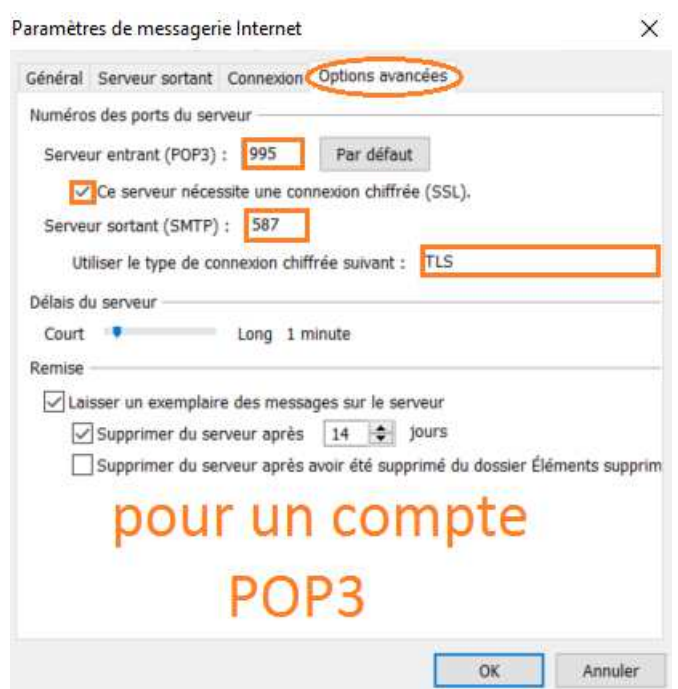 Paramètres de messagerie Internet
Général Serveur sortant Connexion Options avancées
Numéros des ports du serveur
Serveur entrant (POP3) : 995 Par défaut
Ce serveur nécessite une connexion chiffrée (SSL).
Serveur sortant (SMTP) : 587
Utiliser le type de connexion chiffrée suivant : TLS
Délais du serveur
Court Long 1 minute
Remise
Laisser un exemplaire des messages sur le serveur
Supprimer du serveur après 14 jours
Supprimer du serveur après avoir été supprimé du dossier Éléments supprim
pour un compte
POP3
OK Annuler